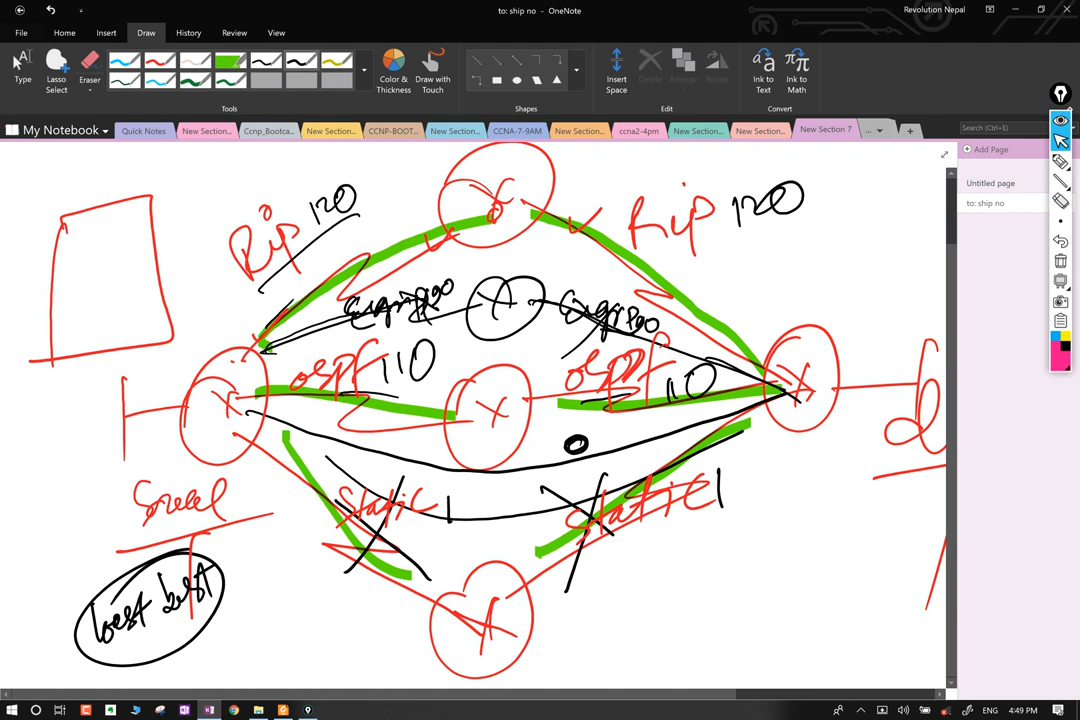 to: ship no - OneNote
Revolution Nepal
File Home Insert Draw History Review View
Type
Lasso Select
Eraser
Color & Thickness
Draw with Touch
Insert Space
Delete
Arrange
Rotate
Ink to Text
Ink to Math
Tools
Shapes
Edit
Convert
My Notebook
Quick Notes
New Section...
Ccnp_Bootca...
New Section...
CCNP-BOOT...
New Section...
CCNA-7-9AM
New Section...
ccna2-4pm
New Section...
New Section...
New Section 7
...
Search (Ctrl+E)
Add Page
Untitled page
to: ship no
Rip 120
Rip 120
Eigrp 90
Eigrp 90
ospf 110
ospf 110
0
static 1
static 1
d
best best
ENG
4:49 PM